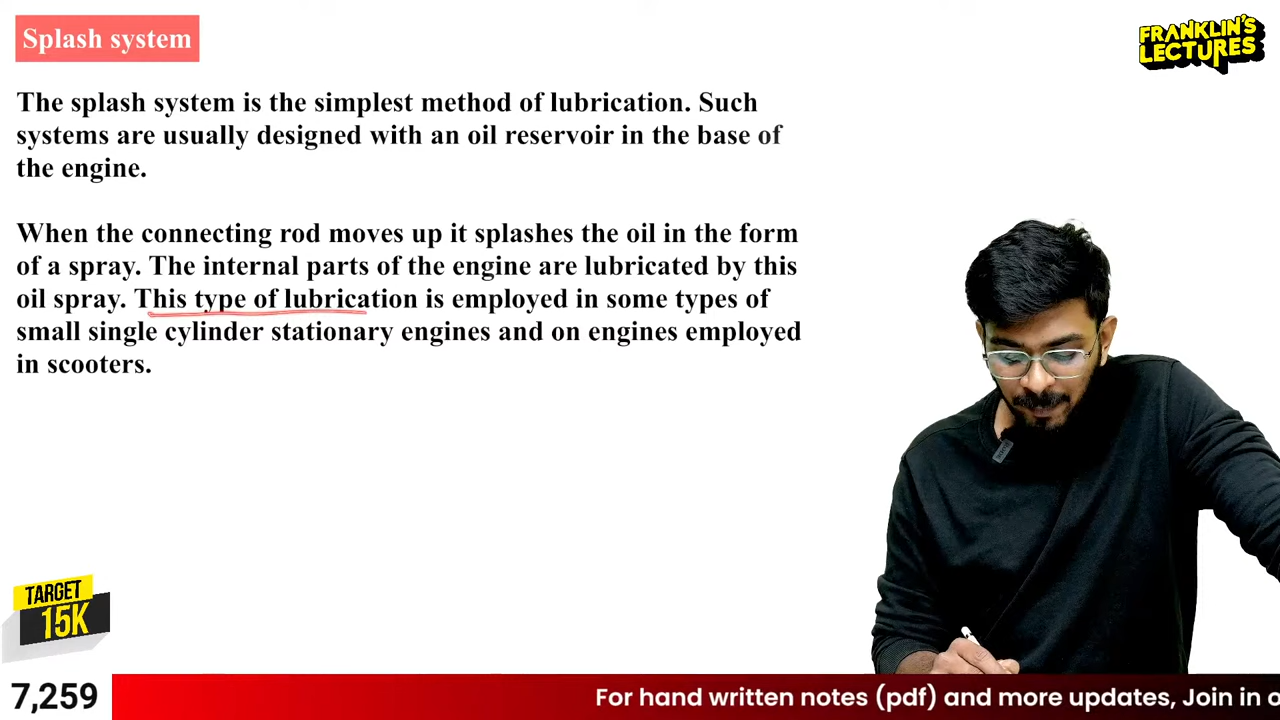 Splash system
FRANKLIN'S
LECTURES
The splash system is the simplest method of lubrication. Such
systems are usually designed with an oil reservoir in the base of
the engine.
When the connecting rod moves up it splashes the oil in the form
of a spray. The internal parts of the engine are lubricated by this
oil spray. This type of lubrication is employed in some types of
small single cylinder stationary engines and on engines employed
in scooters.
TARGET
15K
7,259
For hand written notes (pdf) and more updates, Join in